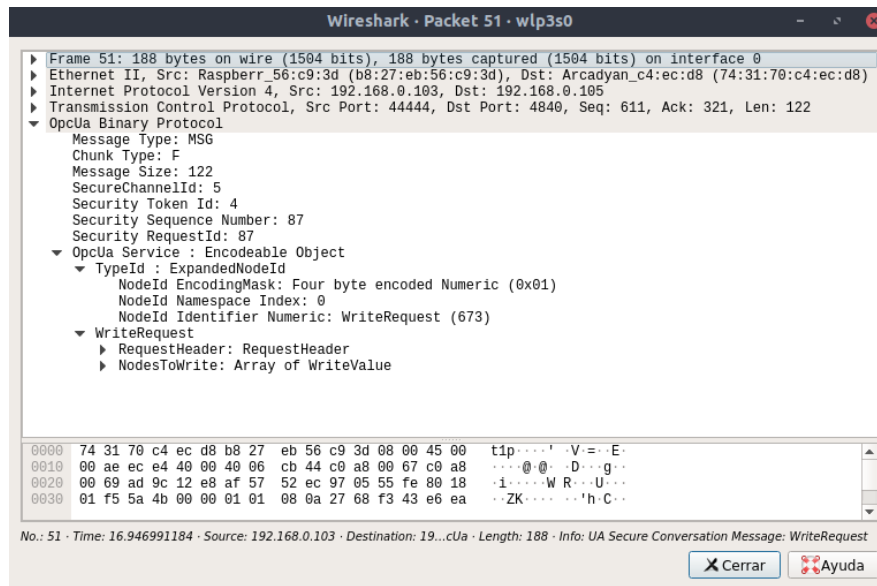 Wireshark · Packet 51 · wlp3s0
Frame 51: 188 bytes on wire (1504 bits), 188 bytes captured (1504 bits) on interface 0
Ethernet II, Src: Raspberr_56:c9:3d (b8:27:eb:56:c9:3d), Dst: Arcadyan_c4:ec:d8 (74:31:70:c4:ec:d8)
Internet Protocol Version 4, Src: 192.168.0.103, Dst: 192.168.0.105
Transmission Control Protocol, Src Port: 44444, Dst Port: 4840, Seq: 611, Ack: 321, Len: 122
OpcUa Binary Protocol
Message Type: MSG
Chunk Type: F
Message Size: 122
SecureChannelId: 5
Security Token Id: 4
Security Sequence Number: 87
Security RequestId: 87
OpcUa Service : Encodeable Object
TypeId : ExpandedNodeId
NodeId EncodingMask: Four byte encoded Numeric (0x01)
NodeId Namespace Index: 0
NodeId Identifier Numeric: WriteRequest (673)
WriteRequest
RequestHeader: RequestHeader
NodesToWrite: Array of WriteValue
0000 74 31 70 c4 ec d8 b8 27 eb 56 c9 3d 08 00 45 00 t1p····' ·V·=··E·
0010 00 ae ec e4 40 00 40 06 cb 44 c0 a8 00 67 c0 a8 ····@·@· ·D···g··
0020 00 69 ad 9c 12 e8 af 57 52 ec 97 05 55 fe 80 18 ·i·····W R···U···
0030 01 f5 5a 4b 00 00 01 01 08 0a 27 68 f3 43 e6 ea ··ZK···· ··'h·C··
No.: 51 · Time: 16.946991184 · Source: 192.168.0.103 · Destination: 19...cUa · Length: 188 · Info: UA Secure Conversation Message: WriteRequest
Cerrar Ayuda